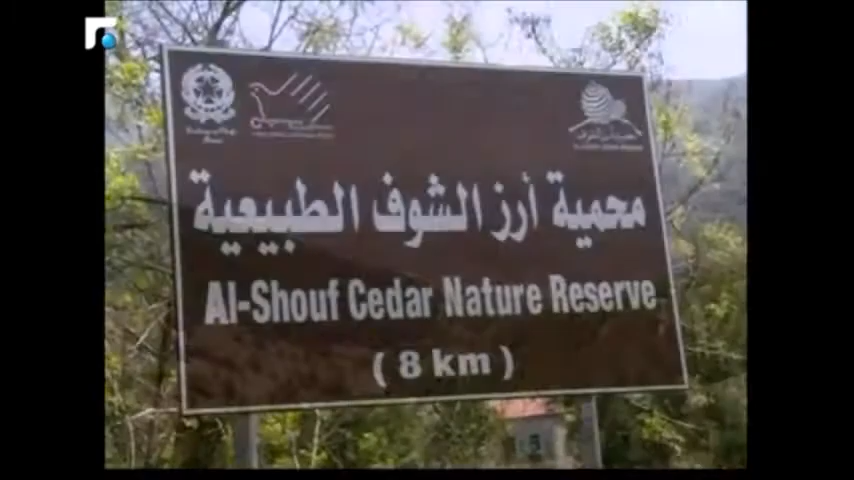 محمية أرز الشوف الطبيعية
Al-Shouf Cedar Nature Reserve
( 8 km )